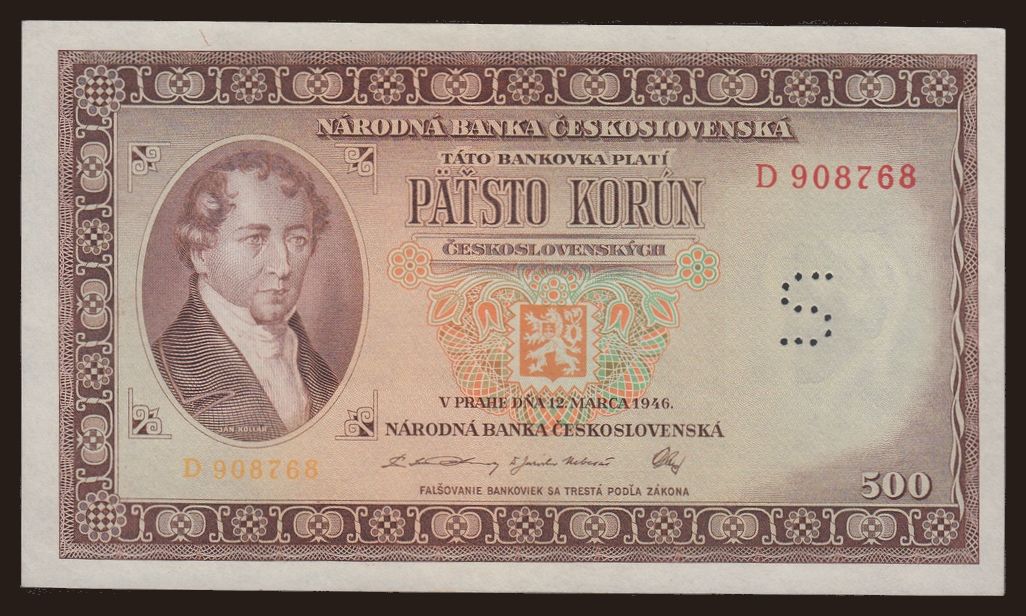 NÁRODNÁ BANKA ČESKOSLOVENSKÁ
TÁTO BANKOVKA PLATÍ
D 908768
PÄŤSTO KORÚN
ČESKOSLOVENSKÝCH
S
V PRAHE DŇA 12. MARCA 1946.
JÁN KOLLÁR
NÁRODNÁ BANKA ČESKOSLOVENSKÁ
D 908768
FALŠOVANIE BANKOVIEK SA TRESTÁ PODĽA ZÁKONA
500